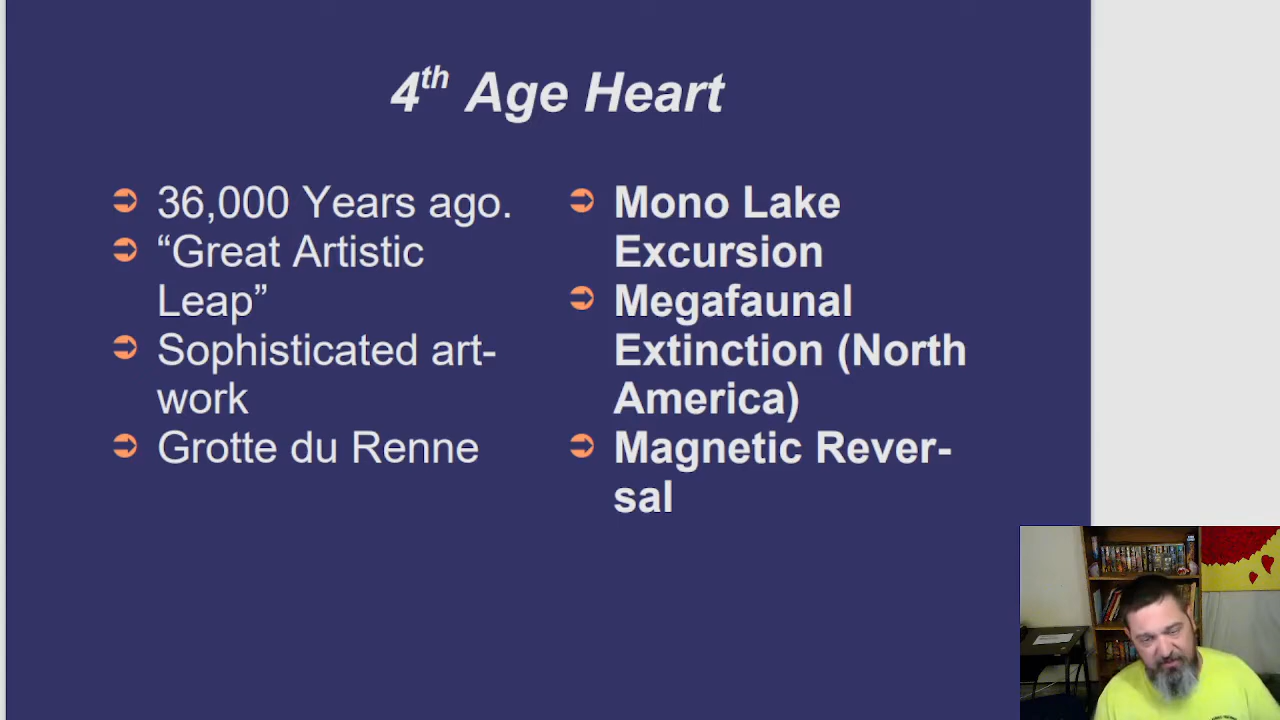 4th Age Heart
36,000 Years ago.
“Great Artistic
Leap”
Sophisticated art-
work
Grotte du Renne
Mono Lake
Excursion
Megafaunal
Extinction (North
America)
Magnetic Rever-
sal